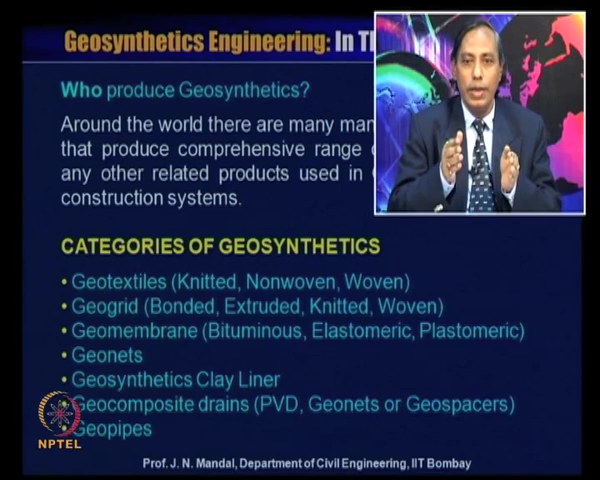 Geosynthetics Engineering: In
Who produce Geosynthetics?
Around the world there are many
that produce comprehensive range
any other related products used in
construction systems.
CATEGORIES OF GEOSYNTHETICS
• Geotextiles (Knitted, Nonwoven, Woven)
• Geogrid (Bonded, Extruded, Knitted, Woven)
• Geomembrane (Bituminous, Elastomeric, Plastomeric)
• Geonets
• Geosynthetics Clay Liner
• Geocomposite drains (PVD, Geonets or Geospacers)
• Geopipes
NPTEL
Prof. J. N. Mandal, Department of Civil Engineering, IIT Bombay